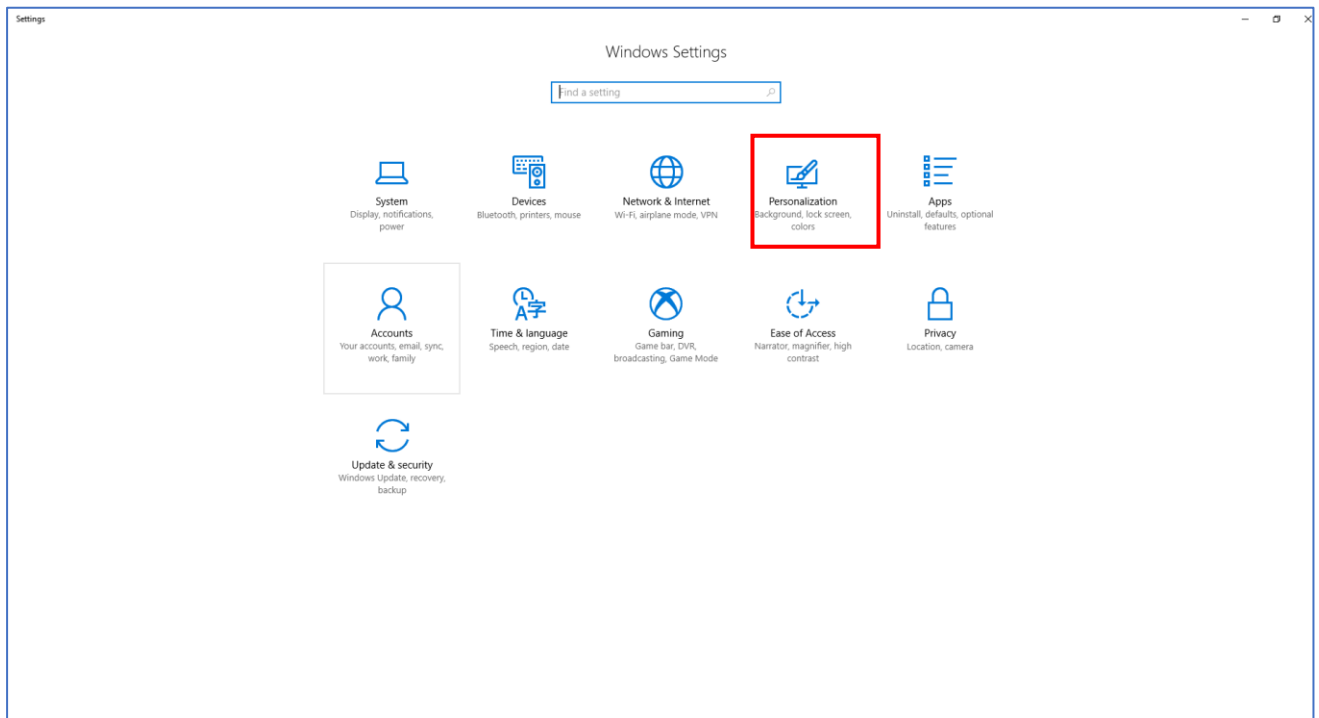 Settings
Windows Settings
Find a setting
System
Display, notifications,
power
Devices
Bluetooth, printers, mouse
Network & Internet
Wi-Fi, airplane mode, VPN
Personalization
Background, lock screen,
colors
Apps
Uninstall, defaults, optional
features
Accounts
Your accounts, email, sync,
work, family
Time & language
Speech, region, date
Gaming
Game bar, DVR,
broadcasting, Game Mode
Ease of Access
Narrator, magnifier, high
contrast
Privacy
Location, camera
Update & security
Windows Update, recovery,
backup